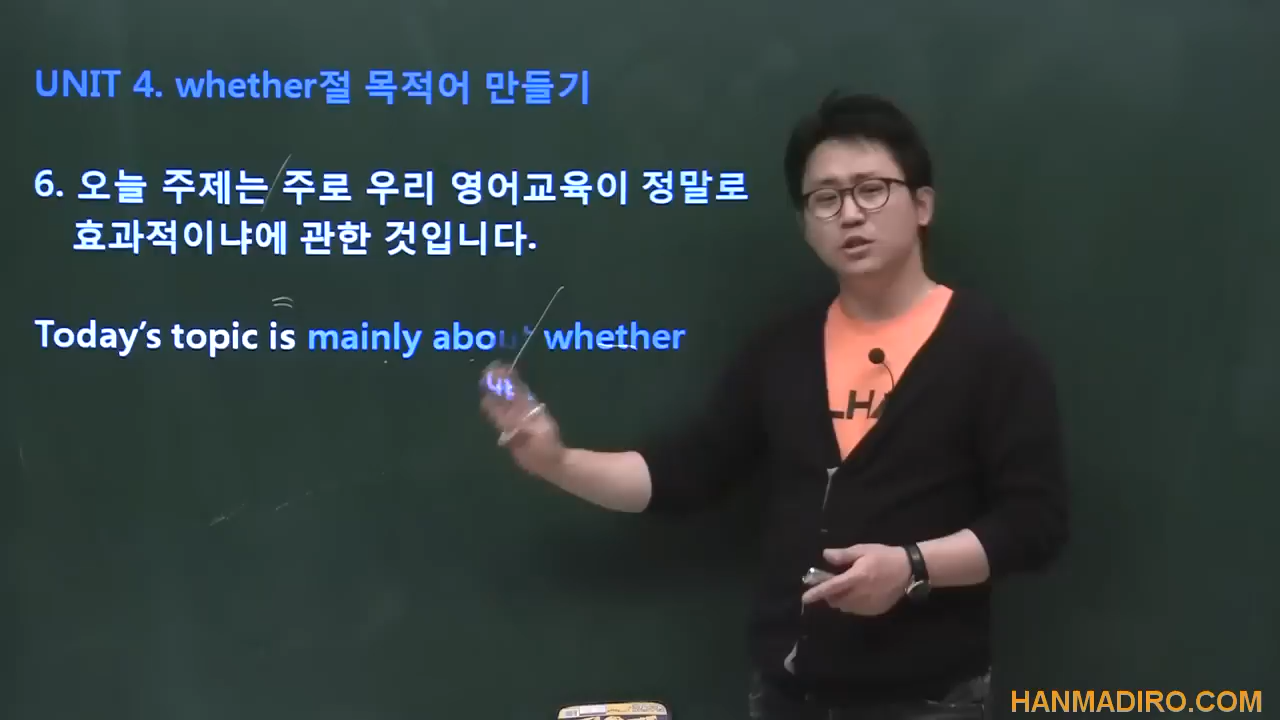 UNIT 4. whether절 목적어 만들기
6. 오늘 주제는 주로 우리 영어교육이 정말로
효과적이냐에 관한 것입니다.
Today's topic is mainly about whether
HANMADIRO.COM